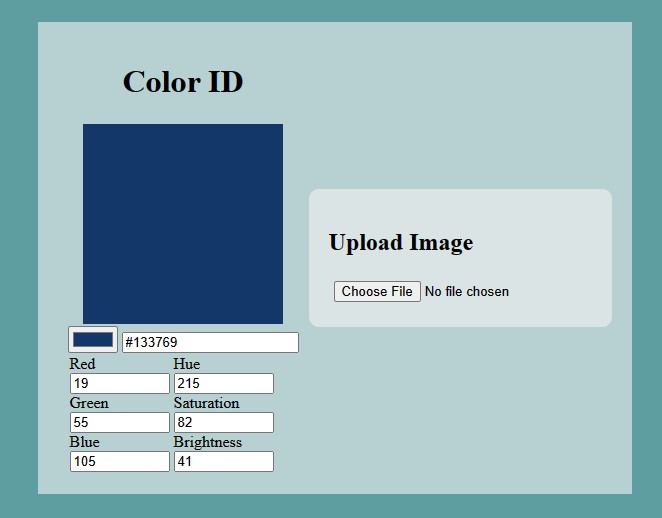 Color ID
#133769
Red Hue
19 215
Green Saturation
55 82
Blue Brightness
105 41
Upload Image
Choose File No file chosen